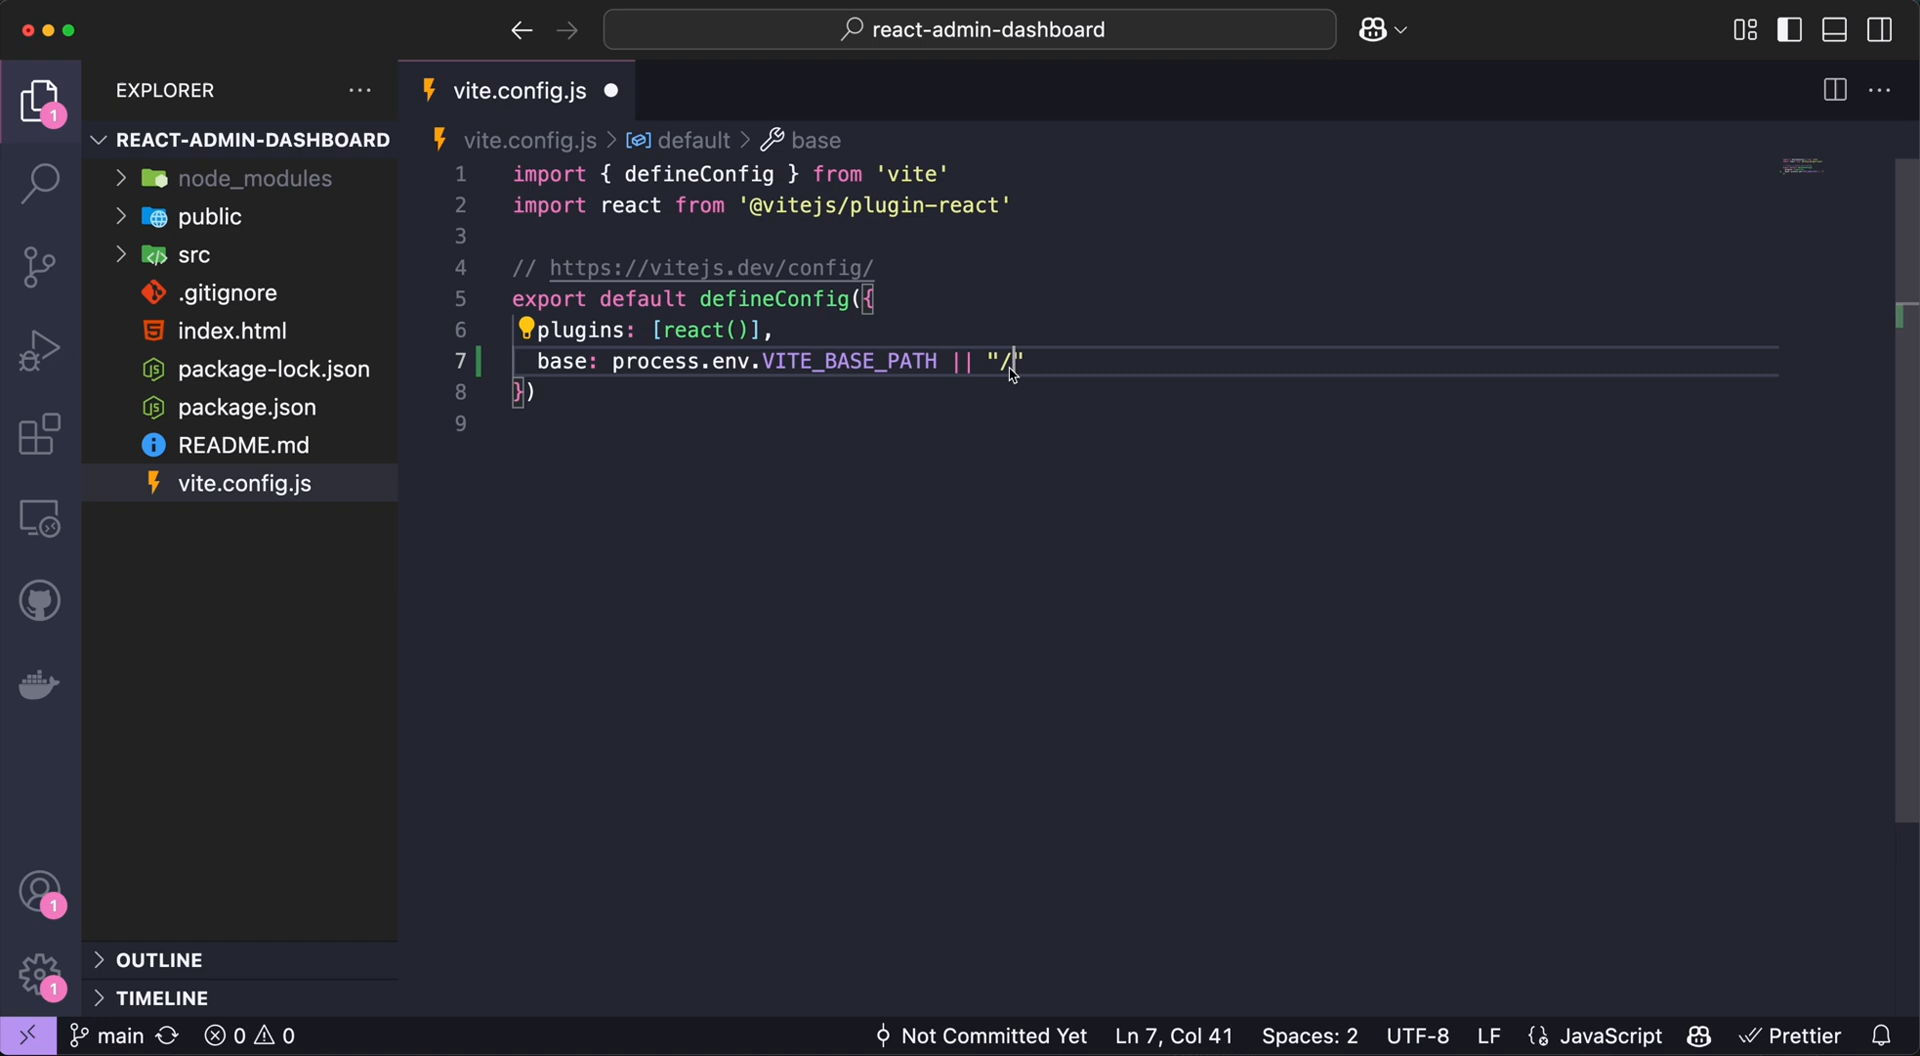 react-admin-dashboard
EXPLORER
vite.config.js
REACT-ADMIN-DASHBOARD
node_modules
public
src
.gitignore
index.html
package-lock.json
package.json
README.md
vite.config.js
vite.config.js > default > base
1 import { defineConfig } from 'vite'
2 import react from '@vitejs/plugin-react'
3
4 // https://vitejs.dev/config/
5 export default defineConfig({
6 plugins: [react()],
7 base: process.env.VITE_BASE_PATH || "/"
8 })
9
1
1
1
OUTLINE
TIMELINE
main 0 0 Not Committed Yet Ln 7, Col 41 Spaces: 2 UTF-8 LF {} JavaScript Prettier